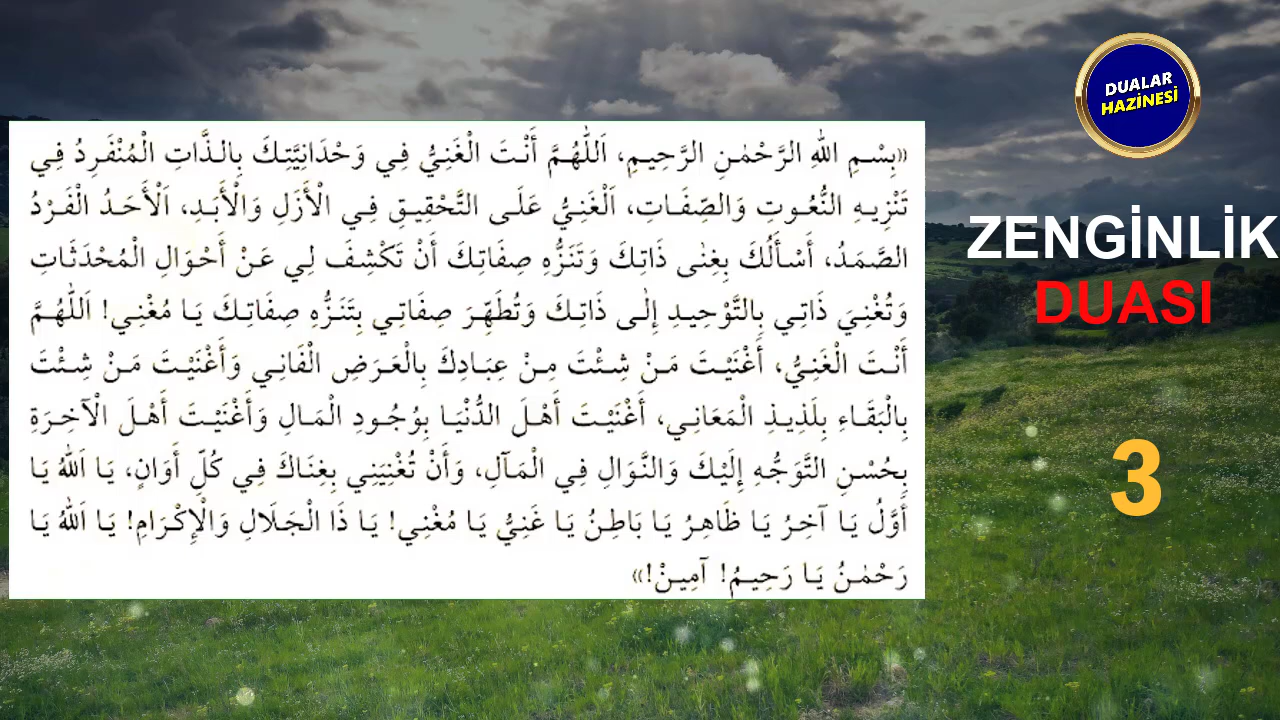 «بِسْمِ اللهِ الرَّحْمٰنِ الرَّحِيمِ، اَللّٰهُمَّ أَنْتَ الْغَنِيُّ فِي وَحْدَانِيَّتِكَ بِالذَّاتِ الْمُنْفَرِدُ فِي
تَنْزِيهِ النُّعُوتِ وَالصِّفَاتِ، اَلْغَنِيُّ عَلَى التَّحْقِيقِ فِي الْأَزَلِ وَالْأَبَدِ، اَلْأَحَدُ الْفَرْدُ
الصَّمَدُ، أَسْأَلُكَ بِغِنٰى ذَاتِكَ وَتَنَزُّهِ صِفَاتِكَ أَنْ تَكْشِفَ لِي عَنْ أَحْوَالِ الْمُحْدَثَاتِ
وَتُغْنِيَ ذَاتِي بِالتَّوْحِيدِ إِلٰى ذَاتِكَ وَتُطَهِّرَ صِفَاتِي بِتَنَزُّهِ صِفَاتِكَ يَا مُغْنِي! اَللّٰهُمَّ
أَنْتَ الْغَنِيُّ، أَغْنَيْتَ مَنْ شِئْتَ مِنْ عِبَادِكَ بِالْعَرَضِ الْفَانِي وَأَغْنَيْتَ مَنْ شِئْتَ
بِالْبَقَاءِ بِلَذِيذِ الْمَعَانِي، أَغْنَيْتَ أَهْلَ الدُّنْيَا بِوُجُودِ الْمَالِ وَأَغْنَيْتَ أَهْلَ الْآخِرَةِ
بِحُسْنِ التَّوَجُّهِ إِلَيْكَ وَالنَّوَالِ فِي الْمَآلِ، وَأَنْ تُغْنِيَنِي بِغِنَاكَ فِي كُلِّ أَوَانٍ، يَا اَللهُ يَا
أَوَّلُ يَا آخِرُ يَا ظَاهِرُ يَا بَاطِنُ يَا غَنِيُّ يَا مُغْنِي! يَا ذَا الْجَلَالِ وَالْإِكْرَامِ! يَا اَللهُ يَا
رَحْمٰنُ يَا رَحِيمُ! آمِينْ!»
DUALAR
HAZİNESİ
ZENGİNLİK
DUASI
3